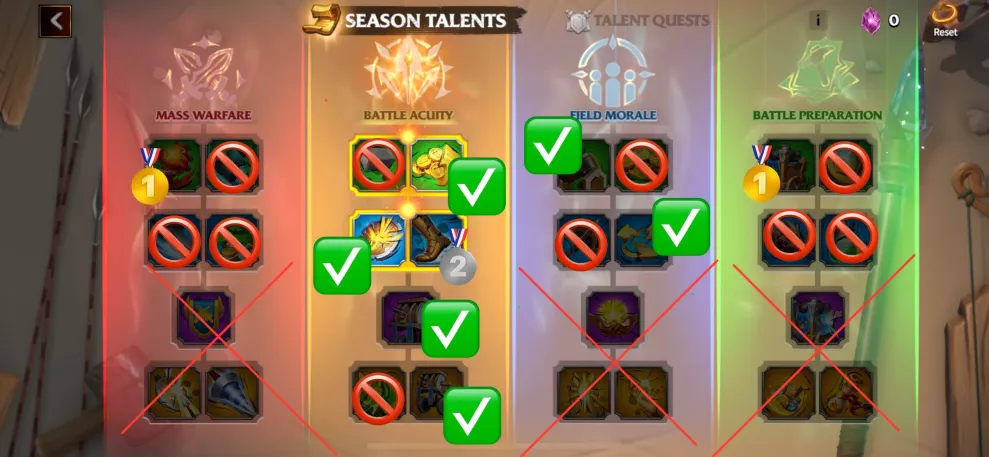 SEASON TALENTS
TALENT QUESTS
i
0
Reset
MASS WARFARE
BATTLE ACUITY
FIELD MORALE
BATTLE PREPARATION
1
1
2